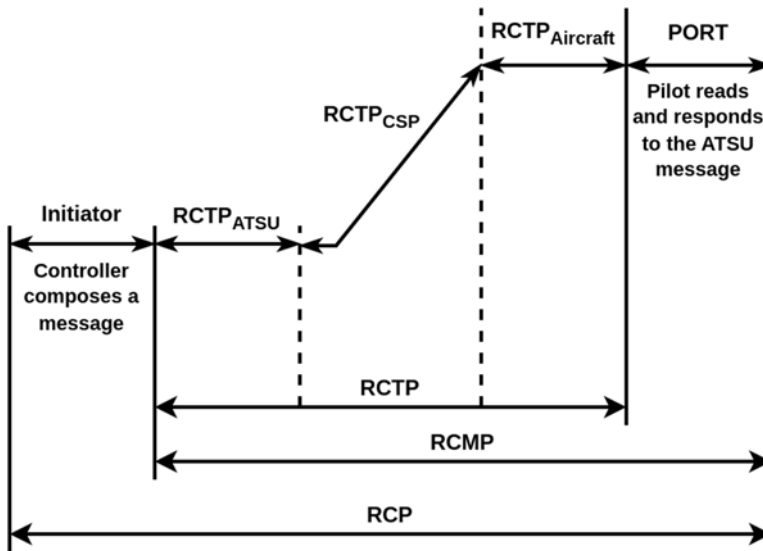 RCTPAircraft
PORT
RCTPCSP
Pilot reads
and responds
to the ATSU
message
Initiator
RCTPATSU
Controller
composes a
message
RCTP
RCMP
RCP